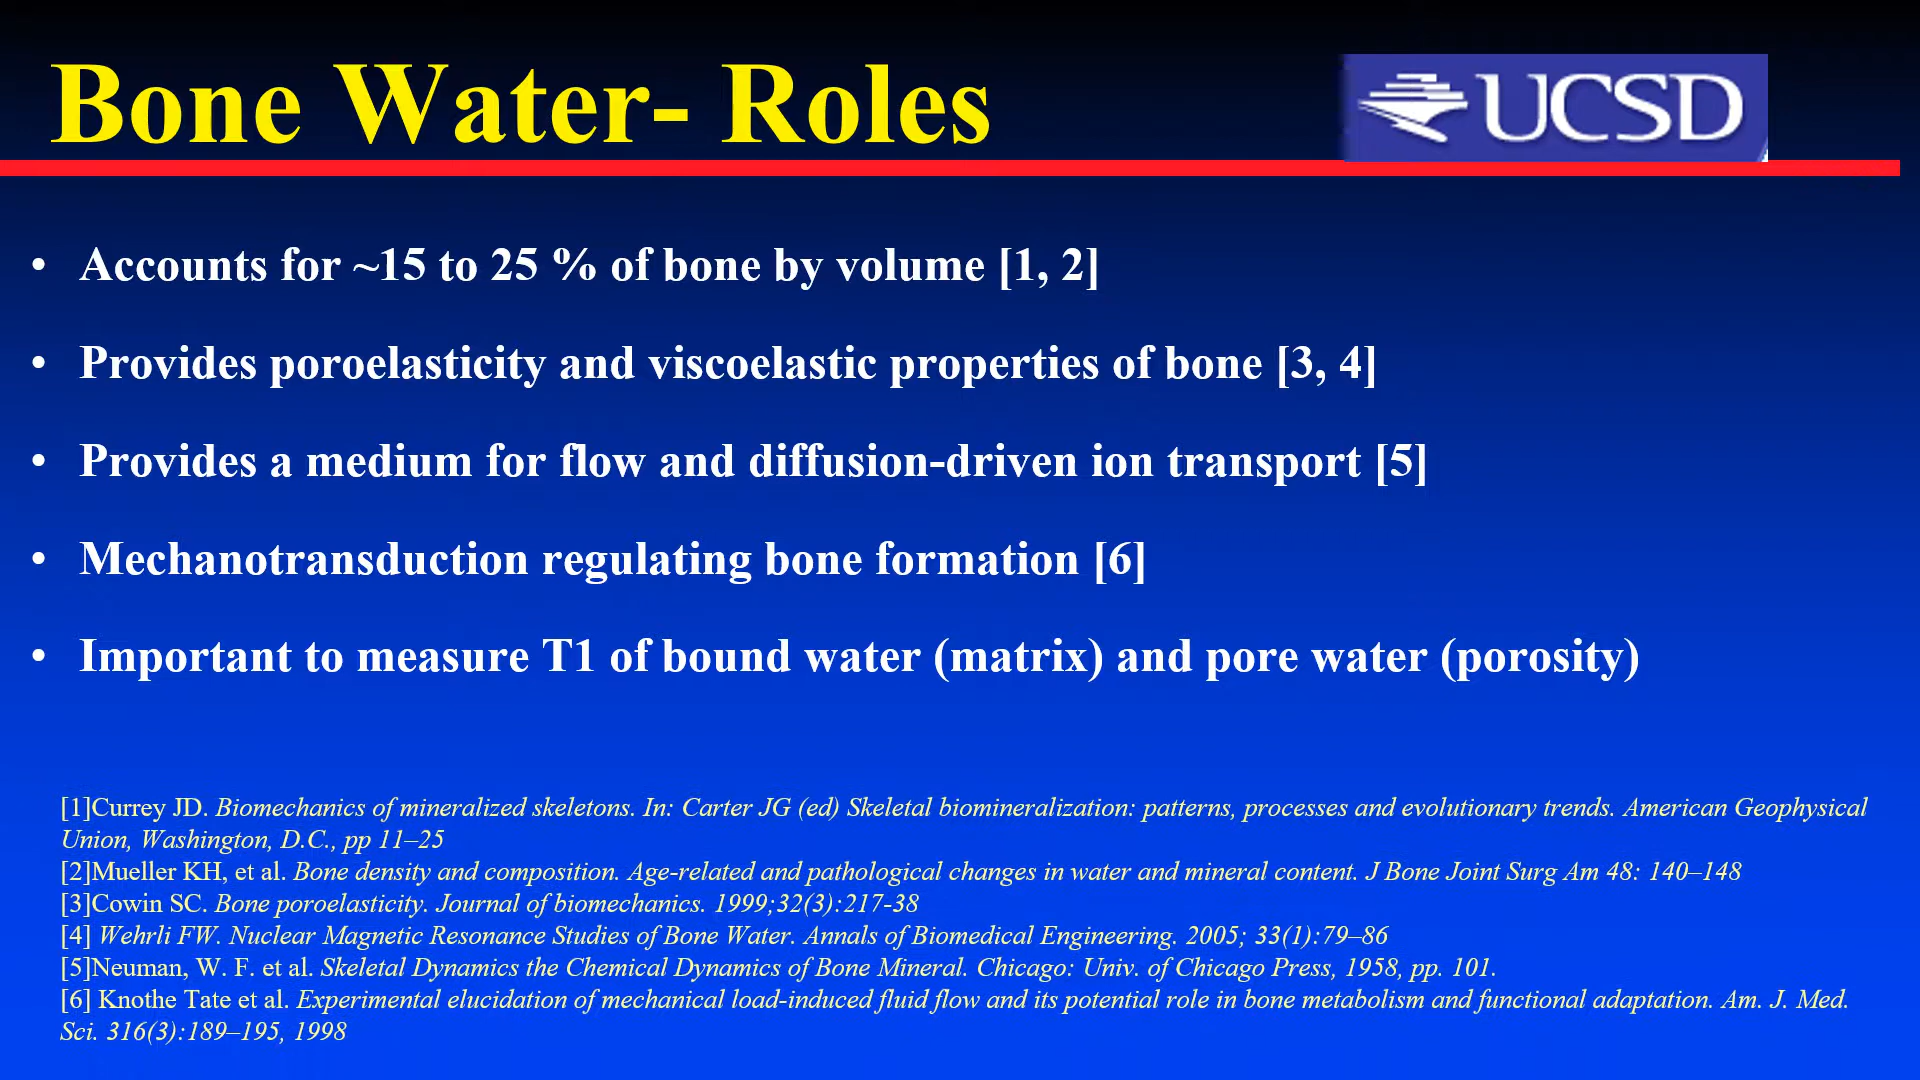 Bone Water- Roles
UCSD
• Accounts for ~15 to 25 % of bone by volume [1, 2]
• Provides poroelasticity and viscoelastic properties of bone [3, 4]
• Provides a medium for flow and diffusion-driven ion transport [5]
• Mechanotransduction regulating bone formation [6]
• Important to measure T1 of bound water (matrix) and pore water (porosity)
[1]Currey JD. Biomechanics of mineralized skeletons. In: Carter JG (ed) Skeletal biomineralization: patterns, processes and evolutionary trends. American Geophysical
Union, Washington, D.C., pp 11–25
[2]Mueller KH, et al. Bone density and composition. Age-related and pathological changes in water and mineral content. J Bone Joint Surg Am 48: 140–148
[3]Cowin SC. Bone poroelasticity. Journal of biomechanics. 1999;32(3):217-38
[4] Wehrli FW. Nuclear Magnetic Resonance Studies of Bone Water. Annals of Biomedical Engineering. 2005; 33(1):79–86
[5]Neuman, W. F. et al. Skeletal Dynamics the Chemical Dynamics of Bone Mineral. Chicago: Univ. of Chicago Press, 1958, pp. 101.
[6] Knothe Tate et al. Experimental elucidation of mechanical load-induced fluid flow and its potential role in bone metabolism and functional adaptation. Am. J. Med.
Sci. 316(3):189–195, 1998